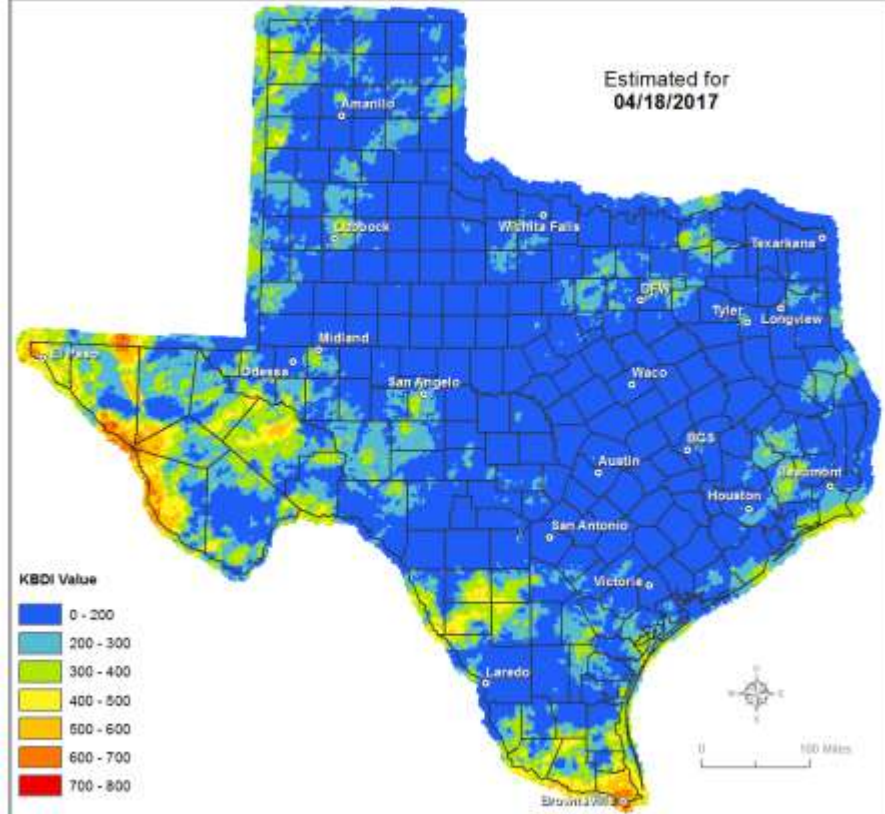 Estimated for
04/18/2017
Amarillo
Lubbock
Wichita Falls
Texarkana
DFW
Tyler
Longview
Midland
El Paso
Odessa
San Angelo
Waco
BCS
Austin
Beaumont
Houston
San Antonio
Victoria
KBDI Value
0 - 200
200 - 300
300 - 400
400 - 500
500 - 600
600 - 700
700 - 800
Laredo
0 100 Miles
Brownsville